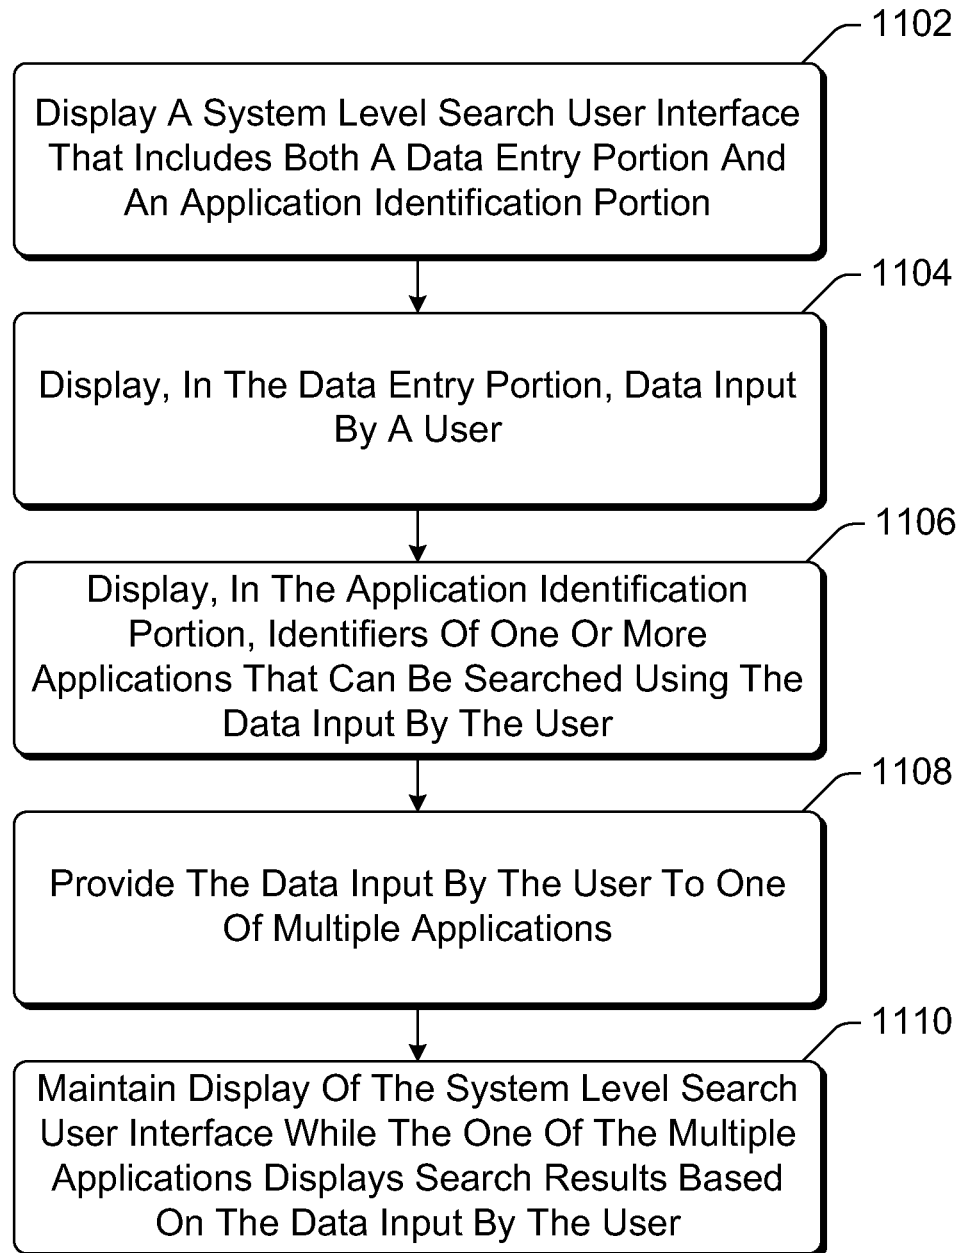 1102
Display A System Level Search User Interface
That Includes Both A Data Entry Portion And
An Application Identification Portion
1104
Display, In The Data Entry Portion, Data Input
By A User
1106
Display, In The Application Identification
Portion, Identifiers Of One Or More
Applications That Can Be Searched Using The
Data Input By The User
1108
Provide The Data Input By The User To One
Of Multiple Applications
1110
Maintain Display Of The System Level Search
User Interface While The One Of The Multiple
Applications Displays Search Results Based
On The Data Input By The User